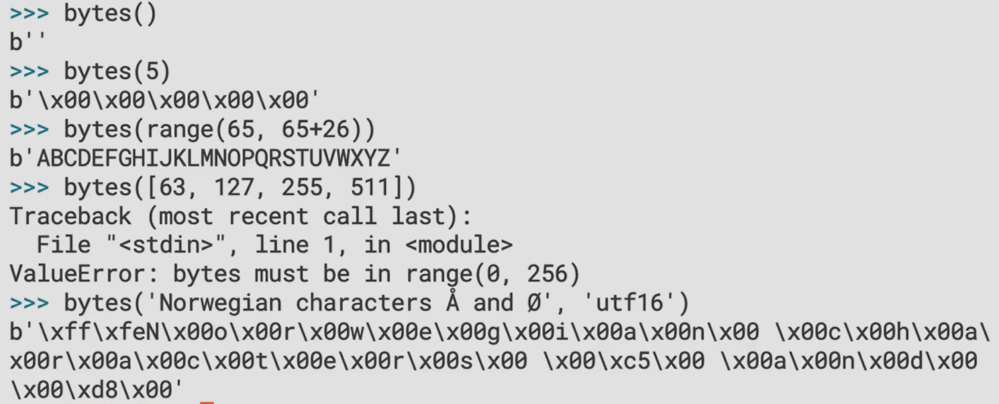 >>> bytes()
b''
>>> bytes(5)
b'\x00\x00\x00\x00\x00'
>>> bytes(range(65, 65+26))
b'ABCDEFGHIJKLMNOPQRSTUVWXYZ'
>>> bytes([63, 127, 255, 511])
Traceback (most recent call last):
  File "<stdin>", line 1, in <module>
ValueError: bytes must be in range(0, 256)
>>> bytes('Norwegian characters Å and Ø', 'utf16')
b'\xff\xfeN\x00o\x00r\x00w\x00e\x00g\x00i\x00a\x00n\x00 \x00c\x00h\x00a\
x00r\x00a\x00c\x00t\x00e\x00r\x00s\x00 \x00\xc5\x00 \x00a\x00n\x00d\x00
\x00\xd8\x00'